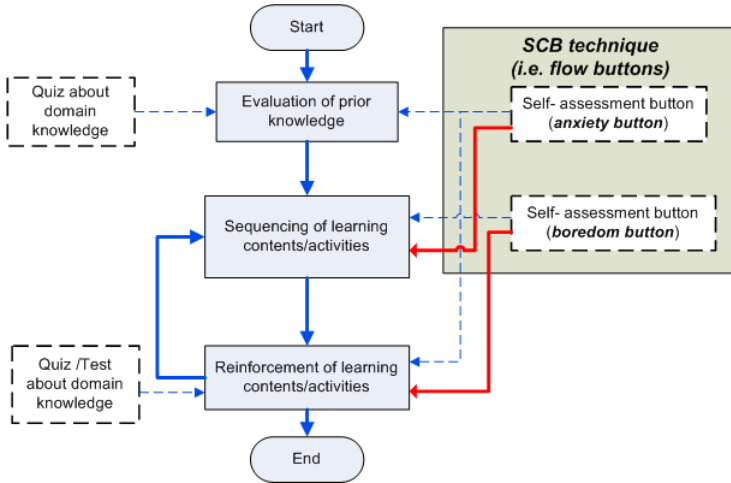 Start
SCB technique
(i.e. flow buttons)
Quiz about
domain
knowledge
Evaluation of prior
knowledge
Self- assessment button
(anxiety button)
Sequencing of learning
contents/activities
Self- assessment button
(boredom button)
Quiz /Test
about domain
knowledge
Reinforcement of learning
contents/activities
End